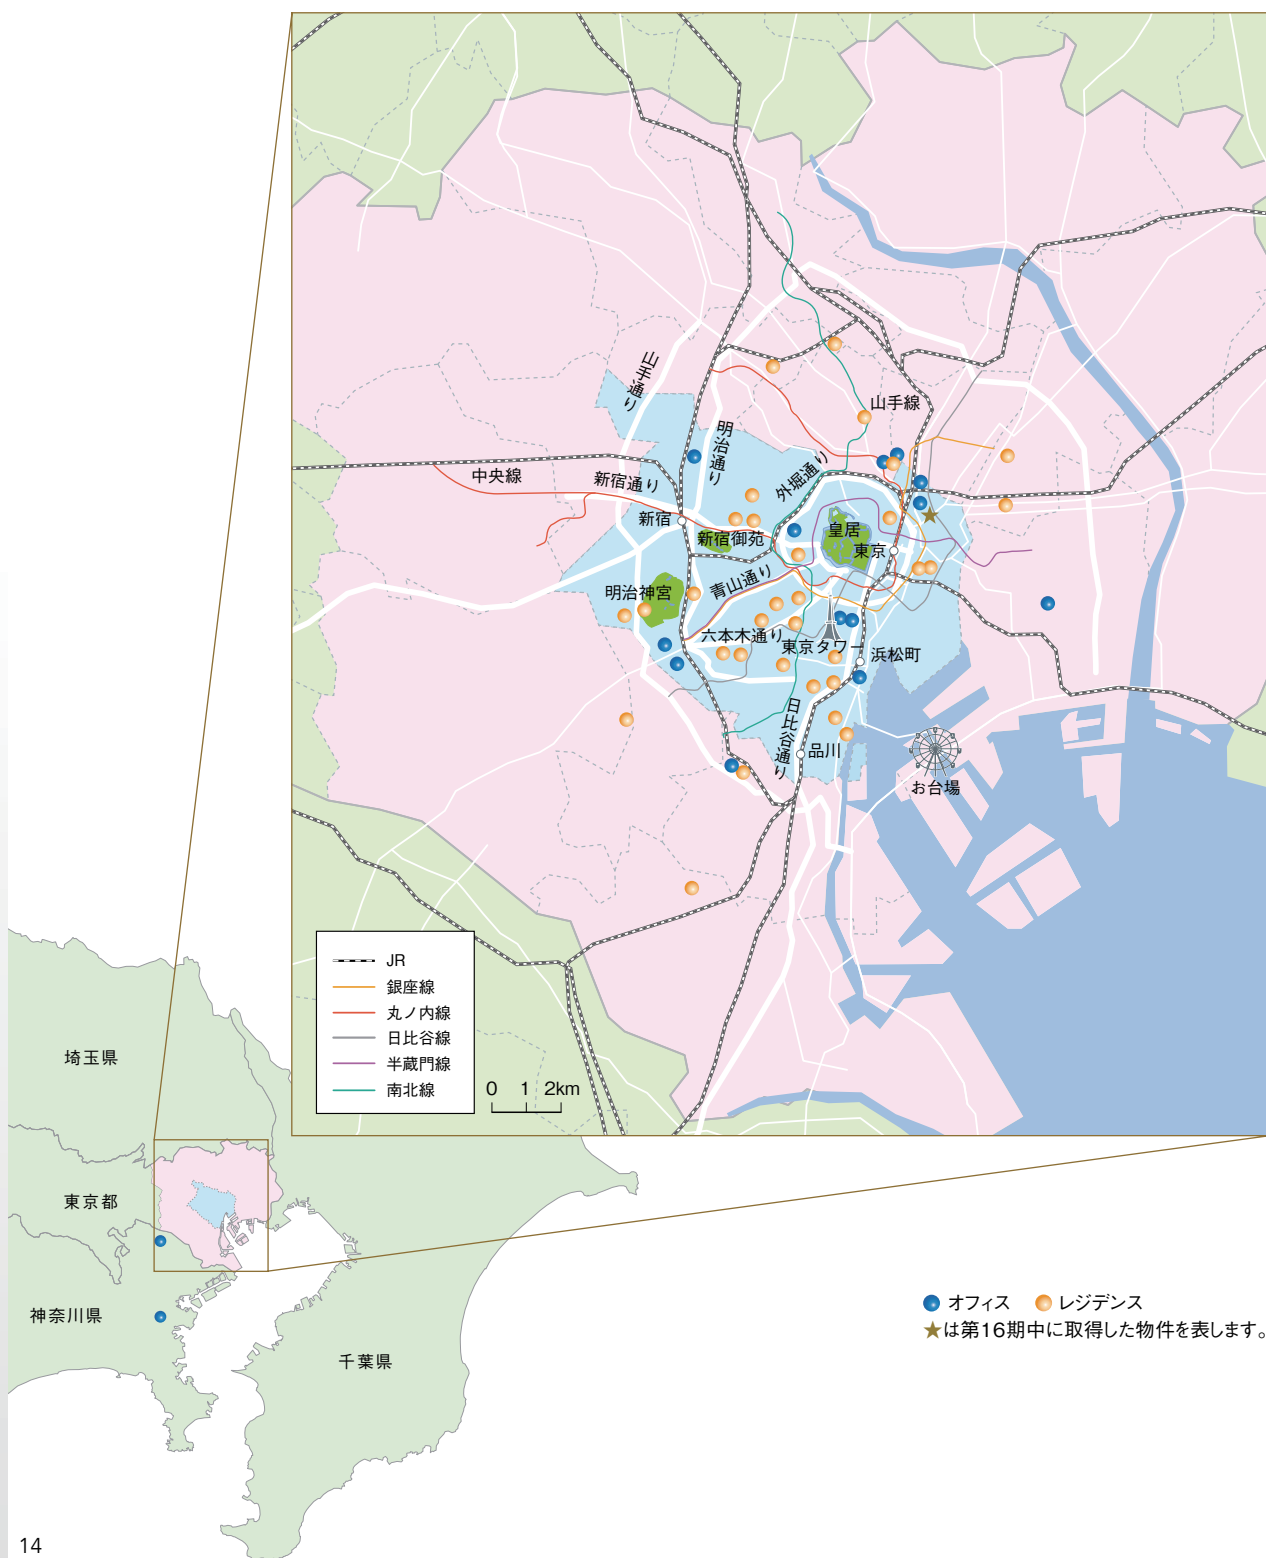 山手通り
明治通り
山手線
外堀通り
中央線
新宿通り
新宿
新宿御苑
皇居
東京
明治神宮
青山通り
六本木通り
東京タワー
浜松町
日比谷通り
品川
お台場
JR
銀座線
丸ノ内線
日比谷線
半蔵門線
南北線
0 1 2km
埼玉県
東京都
神奈川県
千葉県
オフィス レジデンス
★は第16期中に取得した物件を表します。
14